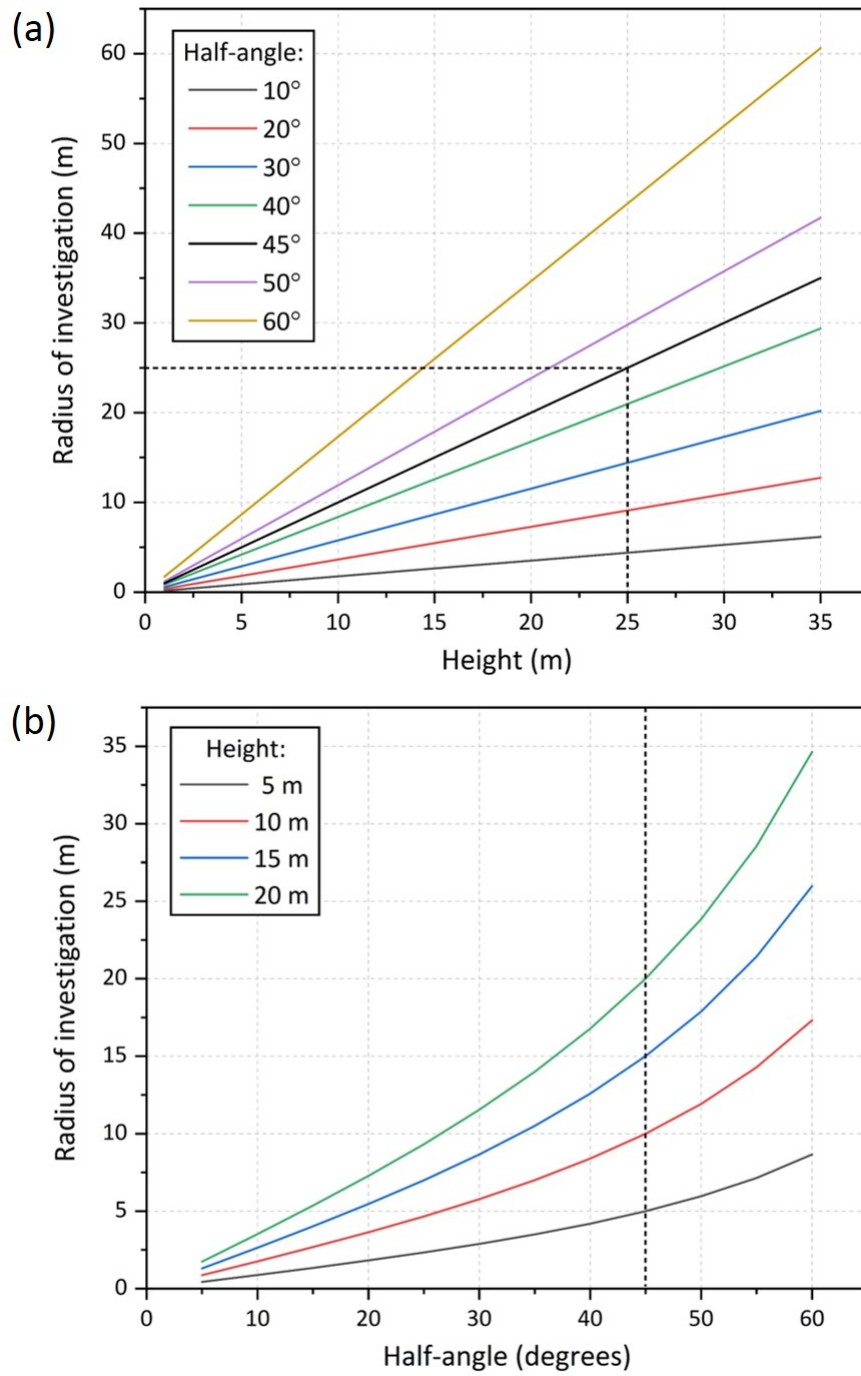 (a)
Half-angle:
10°
20°
30°
40°
45°
50°
60°
Radius of investigation (m)
60
50
40
30
20
10
0
0 5 10 15 20 25 30 35
Height (m)
(b)
Height:
5 m
10 m
15 m
20 m
Radius of investigation (m)
35
30
25
20
15
10
5
0
0 10 20 30 40 50 60
Half-angle (degrees)